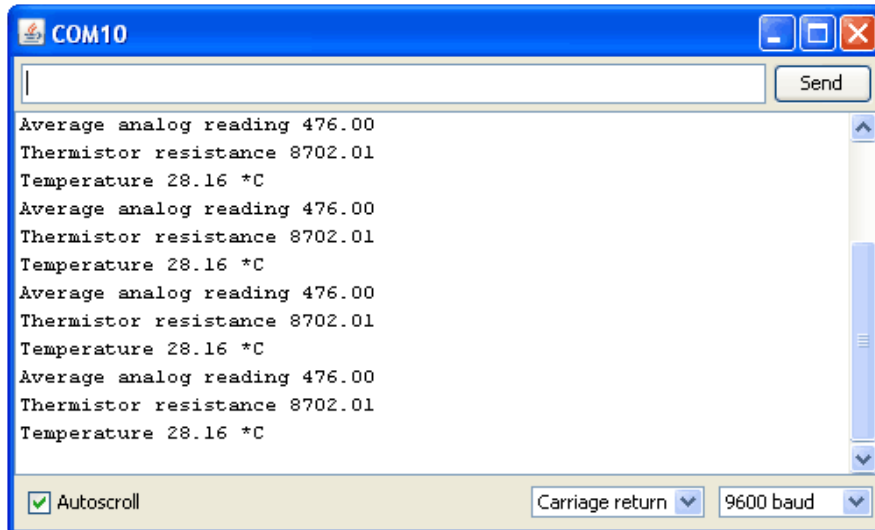 COM10
Send
Average analog reading 476.00
Thermistor resistance 8702.01
Temperature 28.16 *C
Average analog reading 476.00
Thermistor resistance 8702.01
Temperature 28.16 *C
Average analog reading 476.00
Thermistor resistance 8702.01
Temperature 28.16 *C
Average analog reading 476.00
Thermistor resistance 8702.01
Temperature 28.16 *C
Autoscroll Carriage return 9600 baud